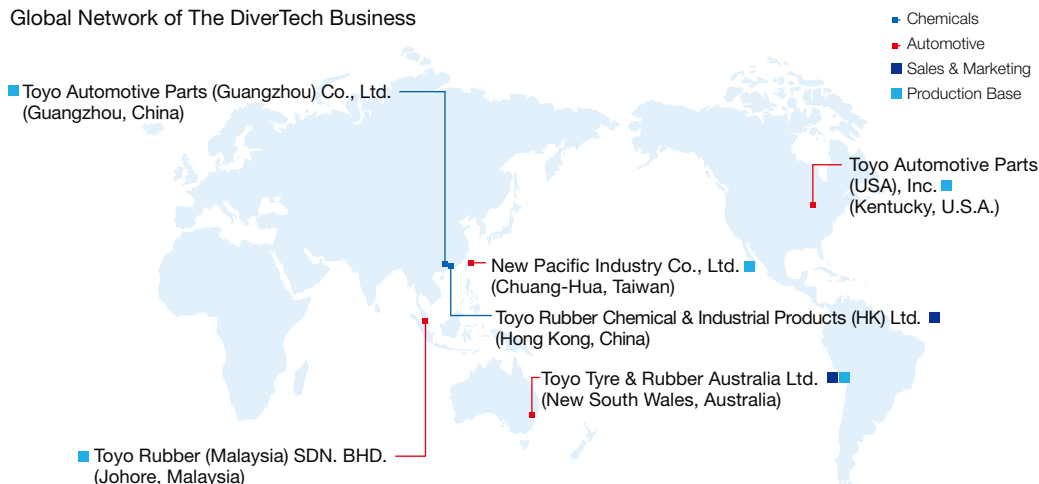 Global Network of The DiverTech Business
Chemicals
Automotive
Sales & Marketing
Production Base
Toyo Automotive Parts (Guangzhou) Co., Ltd.
(Guangzhou, China)
Toyo Automotive Parts
(USA), Inc.
(Kentucky, U.S.A.)
New Pacific Industry Co., Ltd.
(Chuang-Hua, Taiwan)
Toyo Rubber Chemical & Industrial Products (HK) Ltd.
(Hong Kong, China)
Toyo Tyre & Rubber Australia Ltd.
(New South Wales, Australia)
Toyo Rubber (Malaysia) SDN. BHD.
(Johore, Malaysia)